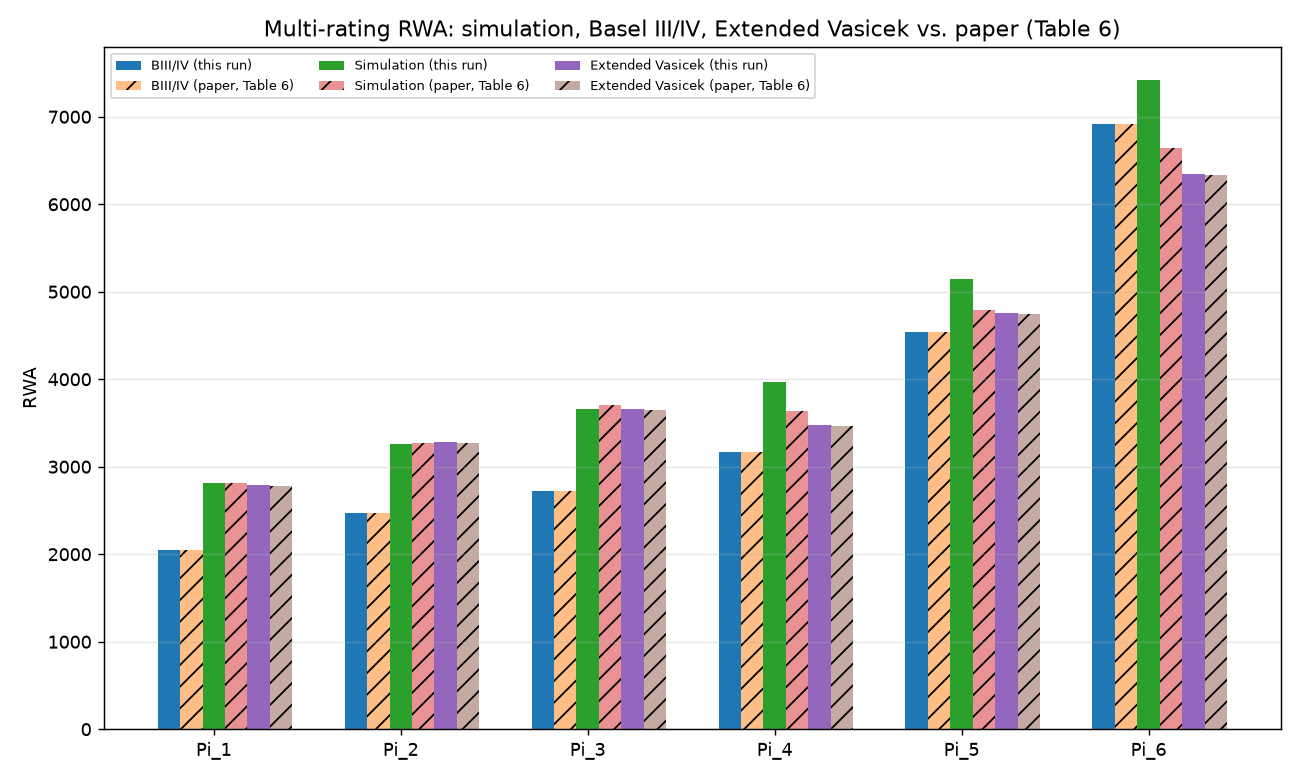 Multi-rating RWA: simulation, Basel III/IV, Extended Vasicek vs. paper (Table 6)
BIII/IV (this run)
BIII/IV (paper, Table 6)
Simulation (this run)
Simulation (paper, Table 6)
Extended Vasicek (this run)
Extended Vasicek (paper, Table 6)
RWA
7000
6000
5000
4000
3000
2000
1000
0
Pi_1 Pi_2 Pi_3 Pi_4 Pi_5 Pi_6